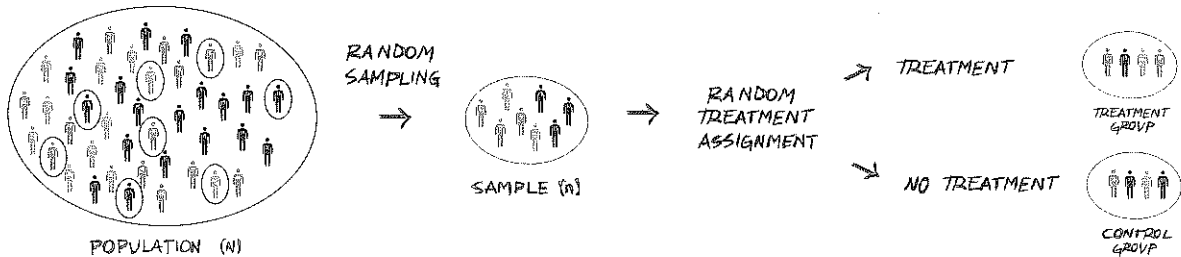 RANDOM
SAMPLING
POPULATION (N)
SAMPLE (n)
RANDOM
TREATMENT
ASSIGNMENT
TREATMENT
TREATMENT
GROUP
NO TREATMENT
CONTROL
GROUP